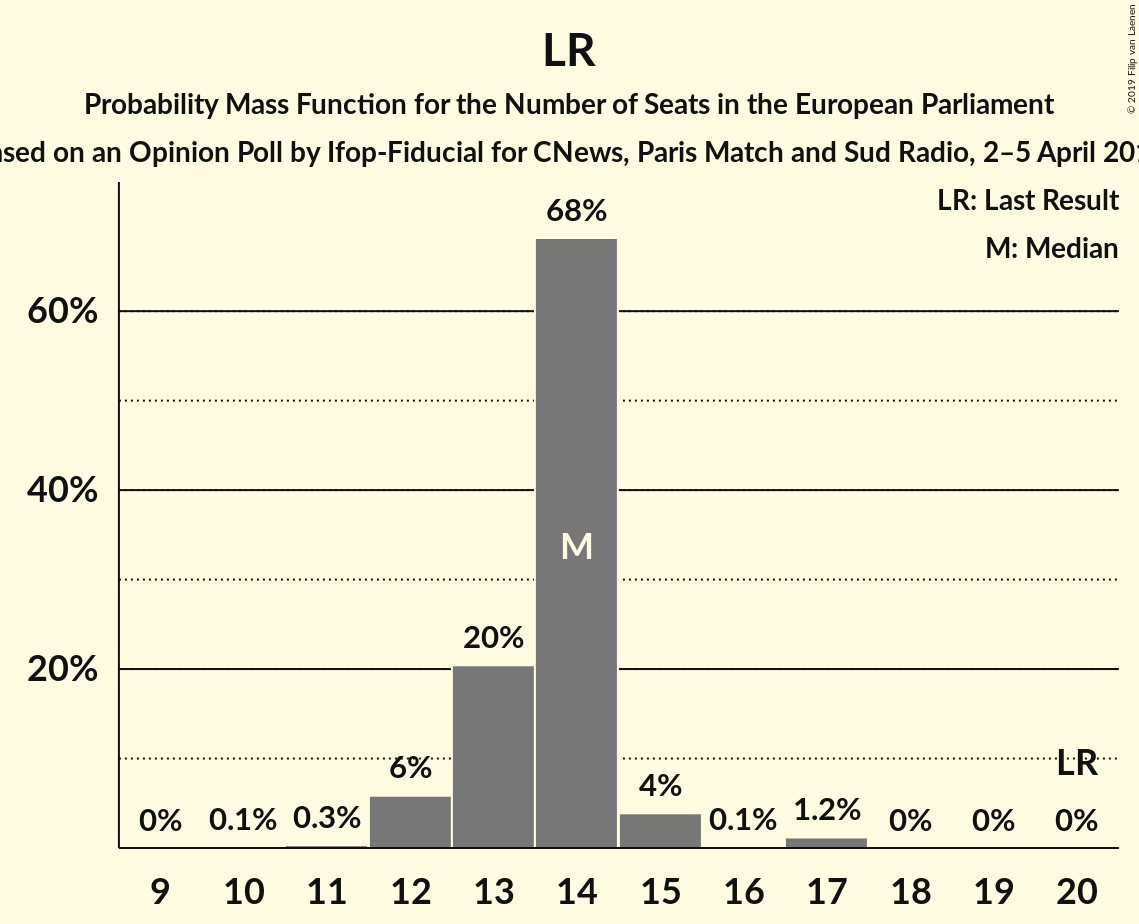 LR
Probability Mass Function for the Number of Seats in the European Parliament
on an Opinion Poll by Ifop-Fiducial for CNews, Paris Match and Sud Radio, 2–5 April
© 2019 Filip van Laenen
LR: Last Result
M: Median
68%
60%
40%
M
20%
20%
LR
6%
4%
0% 0.1% 0.3% 0.1% 1.2% 0% 0% 0%
9 10 11 12 13 14 15 16 17 18 19 20